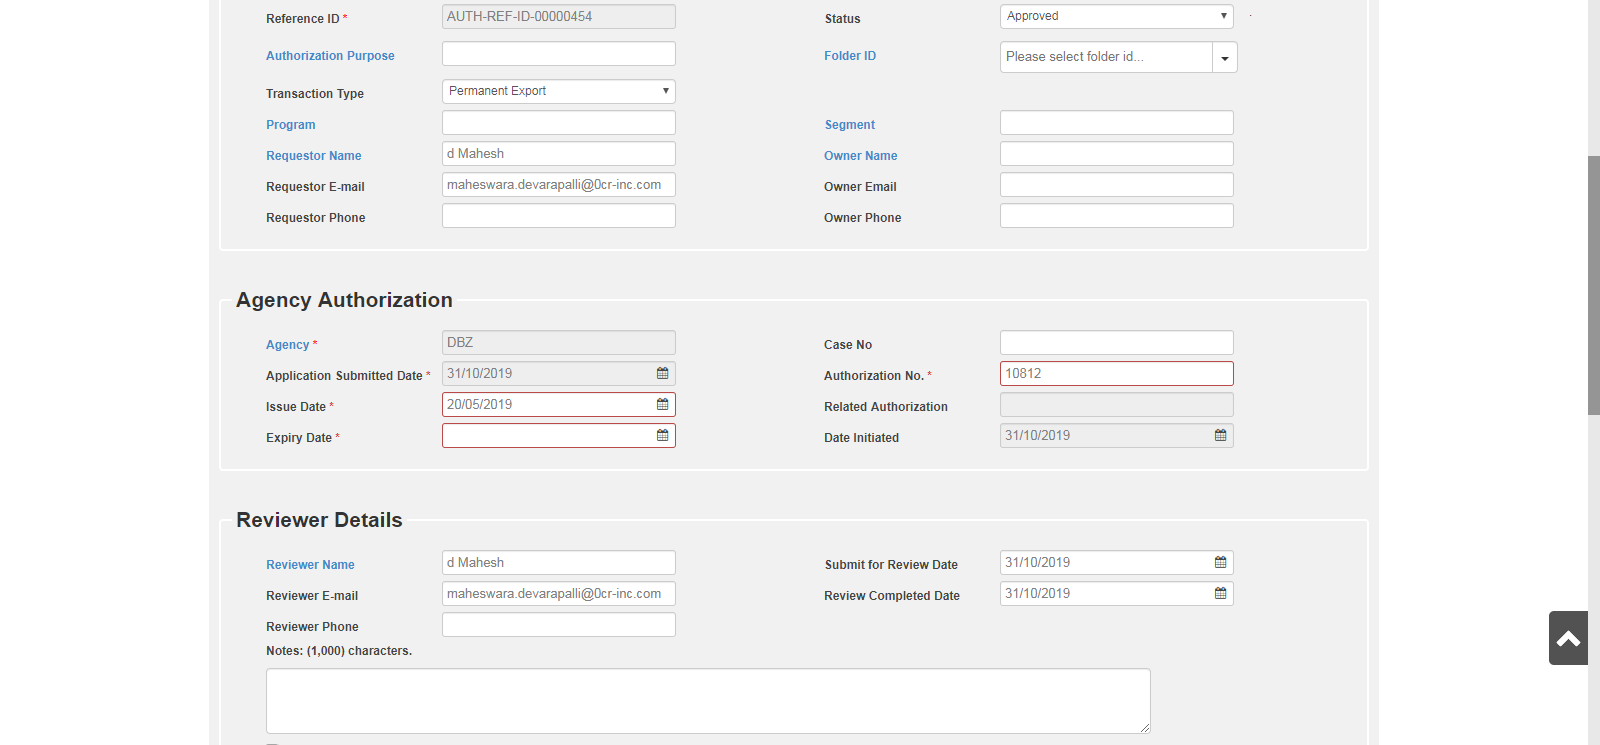 Reference ID * AUTH-REF-ID-00000454 Status Approved
Authorization Purpose Folder ID Please select folder id...
Transaction Type Permanent Export
Program Segment
Requestor Name d Mahesh Owner Name
Requestor E-mail maheswara.devarapalli@0cr-inc.com Owner Email
Requestor Phone Owner Phone
Agency Authorization
Agency * DBZ Case No
Application Submitted Date * 31/10/2019 Authorization No. * 10812
Issue Date * 20/05/2019 Related Authorization
Expiry Date * Date Initiated 31/10/2019
Reviewer Details
Reviewer Name d Mahesh Submit for Review Date 31/10/2019
Reviewer E-mail maheswara.devarapalli@0cr-inc.com Review Completed Date 31/10/2019
Reviewer Phone
Notes: (1,000) characters.